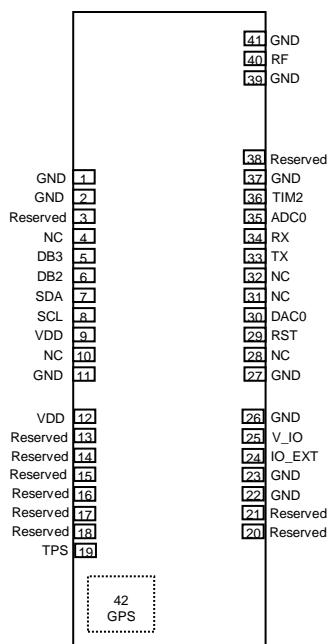 41 GND
40 RF
39 GND
38 Reserved
GND 1
37 GND
GND 2
36 TIM2
Reserved 3
35 ADC0
NC 4
34 RX
DB3 5
33 TX
DB2 6
32 NC
SDA 7
31 NC
SCL 8
30 DAC0
VDD 9
29 RST
NC 10
28 NC
GND 11
27 GND
VDD 12
26 GND
Reserved 13
25 V_IO
Reserved 14
24 IO_EXT
Reserved 15
23 GND
Reserved 16
22 GND
Reserved 17
21 Reserved
Reserved 18
20 Reserved
TPS 19
42
GPS